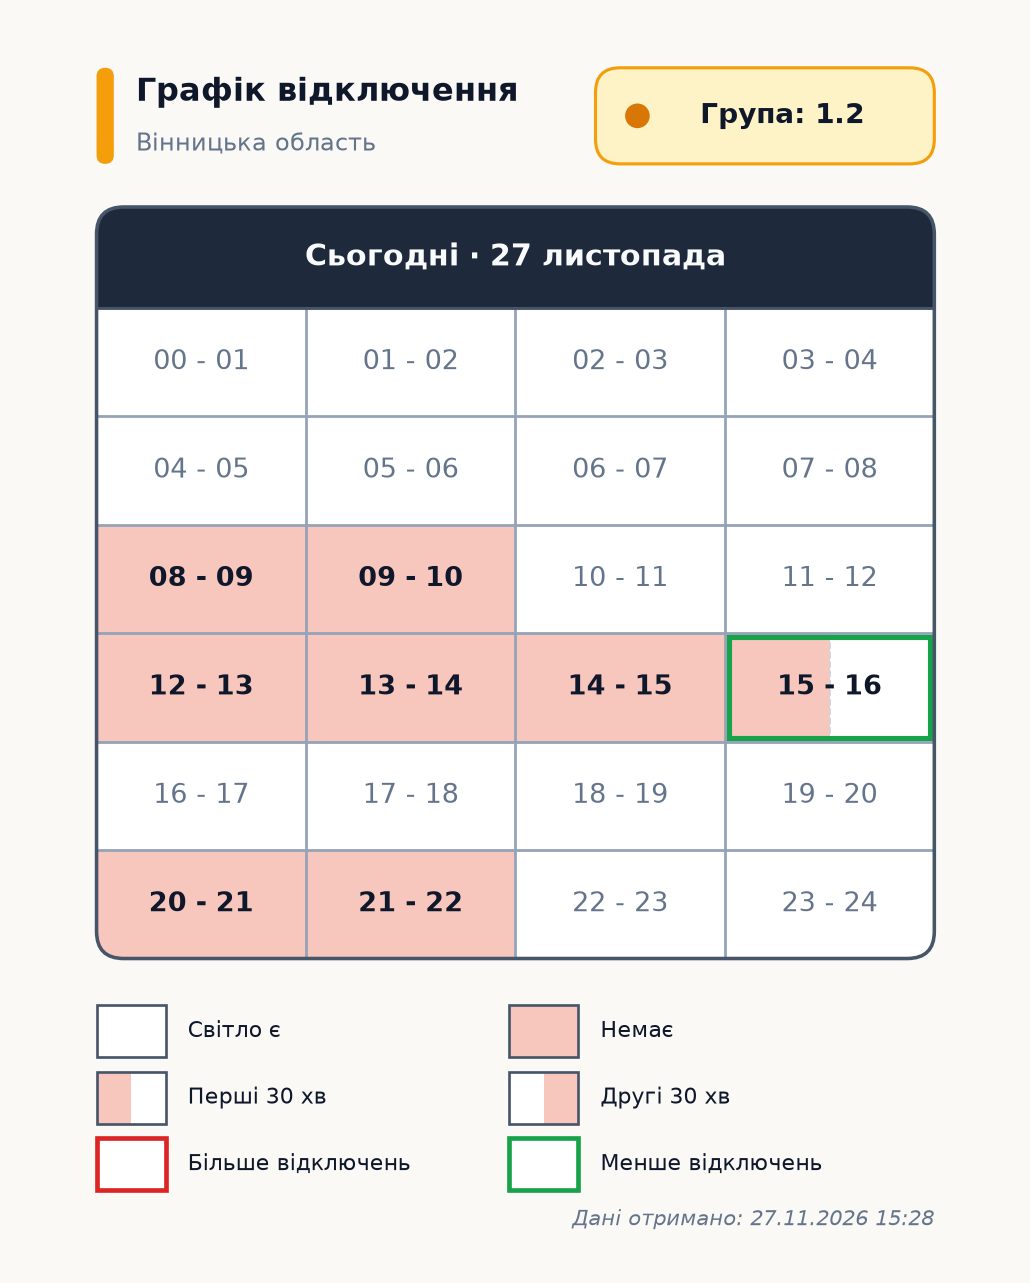 Графік відключення
Вінницька область
Група: 1.2
Сьогодні · 27 листопада
00 - 01 01 - 02 02 - 03 03 - 04
04 - 05 05 - 06 06 - 07 07 - 08
08 - 09 09 - 10 10 - 11 11 - 12
12 - 13 13 - 14 14 - 15 15 - 16
16 - 17 17 - 18 18 - 19 19 - 20
20 - 21 21 - 22 22 - 23 23 - 24
Світло є Немає
Перші 30 хв Другі 30 хв
Більше відключень Менше відключень
Дані отримано: 27.11.2026 15:28